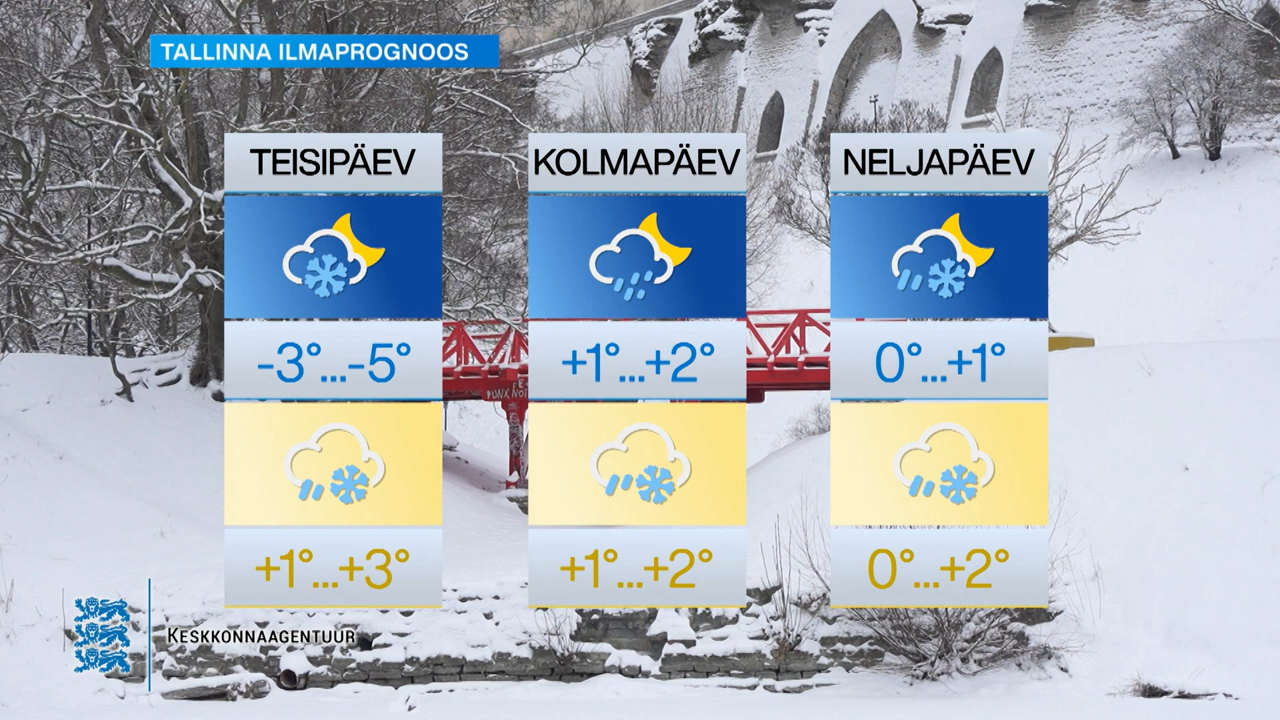 TALLINNA ILMAPROGNOOS
TEISIPÄEV
-3°...-5°
+1°...+3°
KOLMAPÄEV
+1°...+2°
+1°...+2°
NELJAPÄEV
0°...+1°
0°...+2°
KESKKONNAAGENTUUR